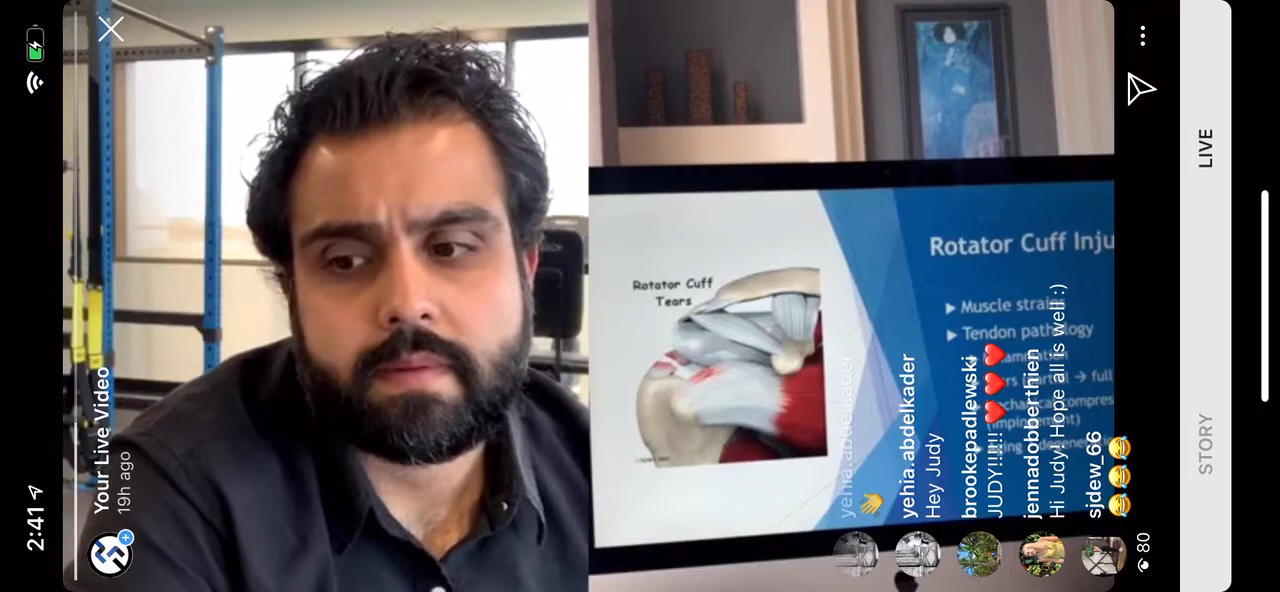 2:41
Your Live Video
19h ago
Rotator Cuff
Tears
Rotator Cuff Inju
Muscle strains
Tendon pathology
yehia.abdelkader
👋
yehia.abdelkader
Hey Judy
brookepadlewski
JUDY!!!!!!! ❤️❤️❤️
jennadobberthien
Hi Judy! Hope all is well :)
sjdew_66
😂😂😂
80
STORY
LIVE